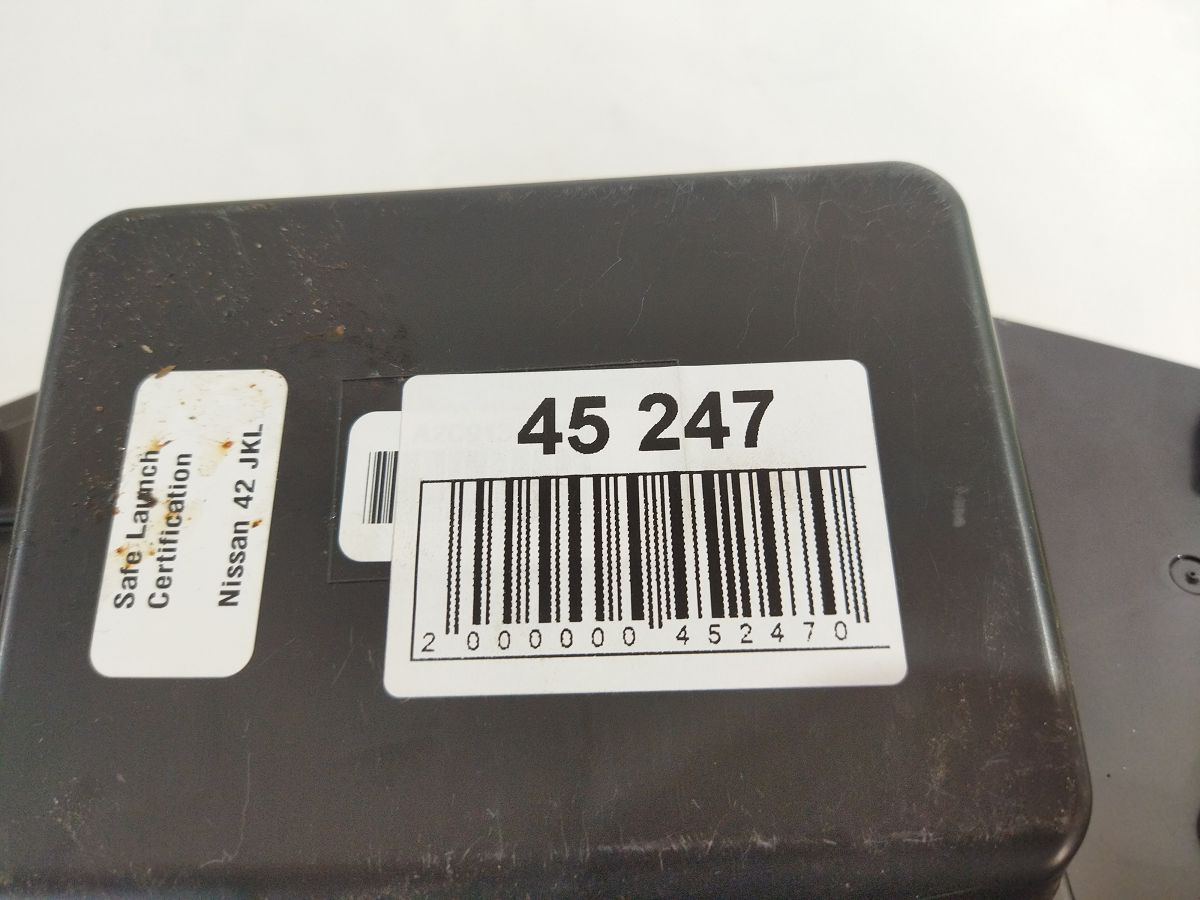 Safe Launch
Certification
Nissan 42 JKL
45 247
2 000000 452470